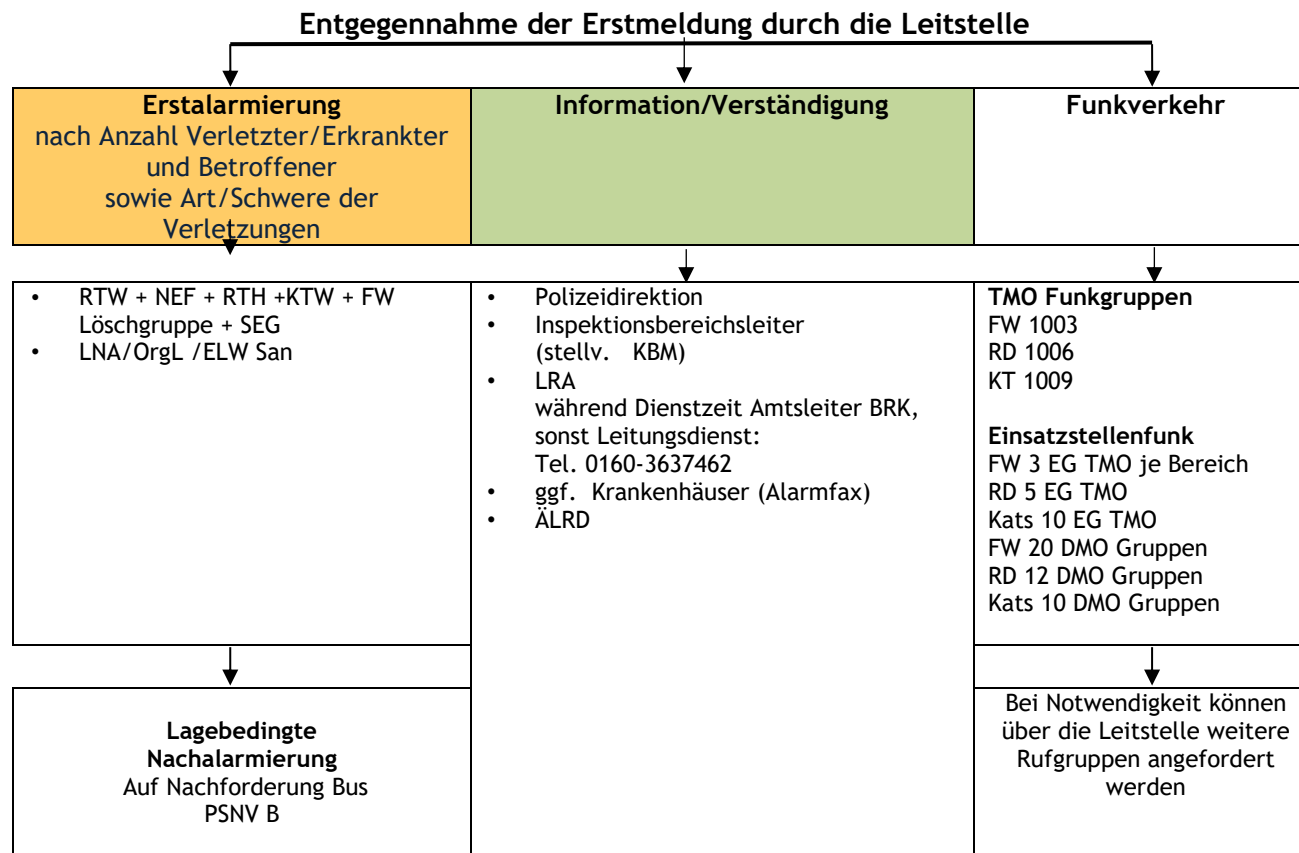 Entgegennahme der Erstmeldung durch die Leitstelle
Erstalarmierung
nach Anzahl Verletzter/Erkrankter
und Betroffener
sowie Art/Schwere der
Verletzungen
Information/Verständigung
Funkverkehr
• RTW + NEF + RTH +KTW + FW
Löschgruppe + SEG
• LNA/OrgL /ELW San
• Polizeidirektion
• Inspektionsbereichsleiter
(stellv. KBM)
• LRA
während Dienstzeit Amtsleiter BRK,
sonst Leitungsdienst:
Tel. 0160-3637462
• ggf. Krankenhäuser (Alarmfax)
• ÄLRD
TMO Funkgruppen
FW 1003
RD 1006
KT 1009
Einsatzstellenfunk
FW 3 EG TMO je Bereich
RD 5 EG TMO
Kats 10 EG TMO
FW 20 DMO Gruppen
RD 12 DMO Gruppen
Kats 10 DMO Gruppen
Lagebedingte
Nachalarmierung
Auf Nachforderung Bus
PSNV B
Bei Notwendigkeit können
über die Leitstelle weitere
Rufgruppen angefordert
werden